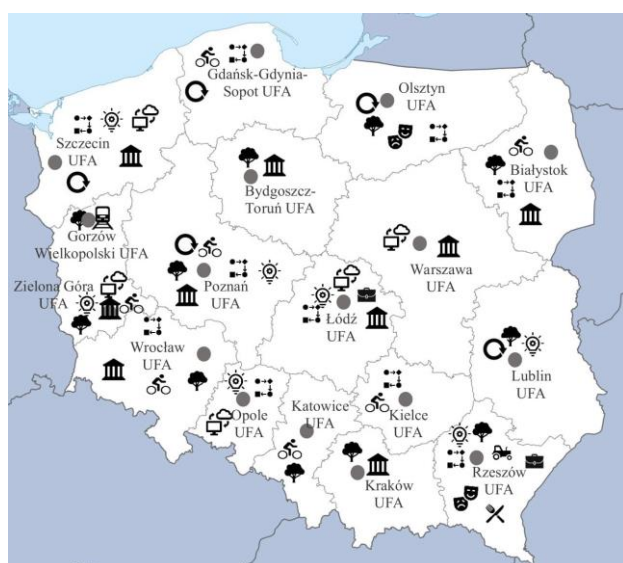 Gdańsk-Gdynia-
Sopot UFA
Olsztyn
UFA
Szczecin
UFA
Bydgoszcz-
Toruń UFA
Białystok
UFA
Gorzów
Wielkopolski UFA
Warszawa
UFA
Zielona Góra
UFA
Poznań
UFA
Łódź
UFA
Wrocław
UFA
Lublin
UFA
Opole
UFA
Katowice
UFA
Kielce
UFA
Kraków
UFA
Rzeszów
UFA